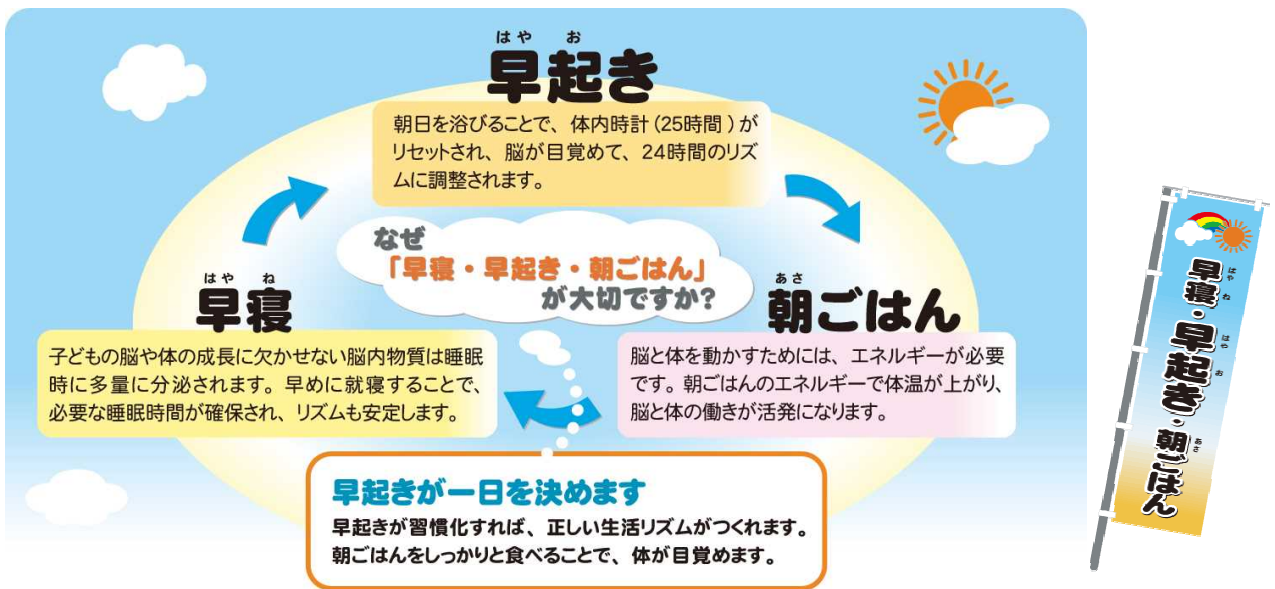 はや お
早起き
朝日を浴びることで、体内時計(25時間)が
リセットされ、脳が目覚めて、24時間のリズ
ムに調整されます。
なぜ
「早寝・早起き・朝ごはん」
が大切ですか?
はや ね
早寝
子どもの脳や体の成長に欠かせない脳内物質は睡眠
時に多量に分泌されます。早めに就寝することで、
必要な睡眠時間が確保され、リズムも安定します。
あさ
朝ごはん
脳と体を動かすためには、エネルギーが必要
です。朝ごはんのエネルギーで体温が上がり、
脳と体の働きが活発になります。
早起きが一日を決めます
早起きが習慣化すれば、正しい生活リズムがつくれます。
朝ごはんをしっかりと食べることで、体が目覚めます。
はや ね はや お あさ
早寝・早起き・朝ごはん